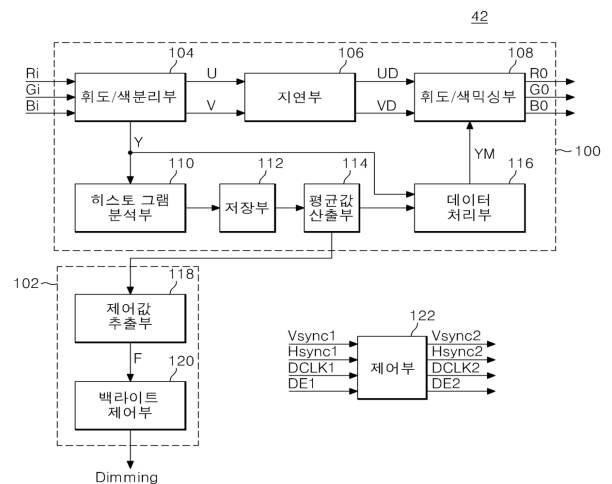 42
104
106
108
Ri
Gi
Bi
휘도/색분리부
U
V
지연부
UD
VD
휘도/색믹싱부
R0
G0
B0
Y
YM
100
110
112
114
116
히스토 그램
분석부
저장부
평균값
산출부
데이터
처리부
102
118
제어값
추출부
F
120
백라이트
제어부
Dimming
122
Vsync1
Hsync1
DCLK1
DE1
제어부
Vsync2
Hsync2
DCLK2
DE2